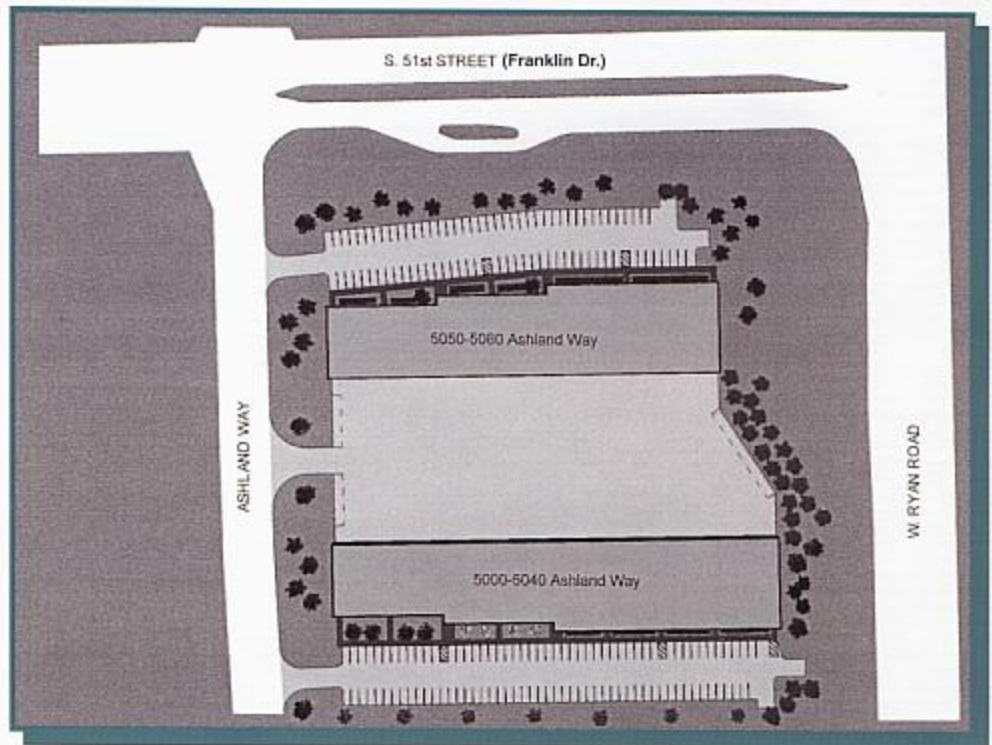 S. 51st STREET (Franklin Dr.)
5050-5060 Ashland Way
ASHLAND WAY
W. RYAN ROAD
5000-5040 Ashland Way